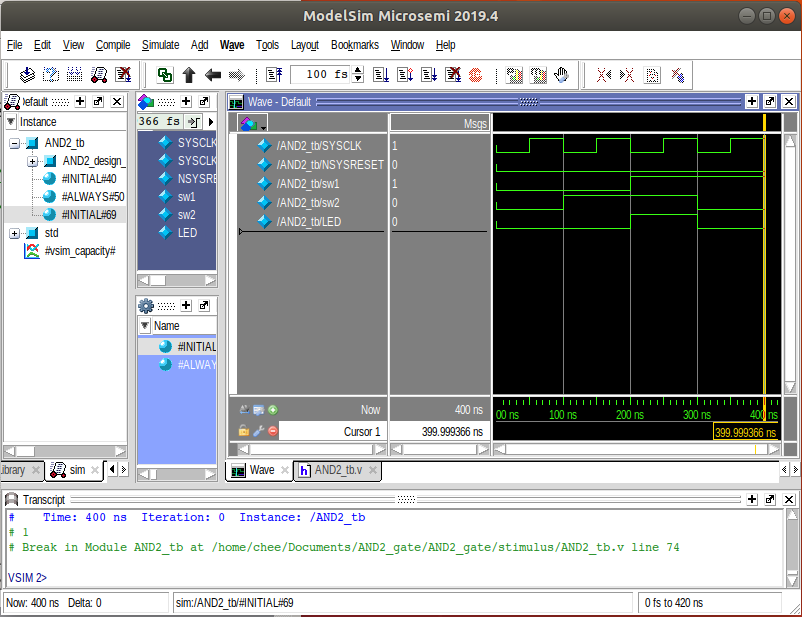 ModelSim Microsemi 2019.4
File Edit View Compile Simulate Add Wave Tools Layout Bookmarks Window Help
100 fs
Default
Instance
AND2_tb
AND2_design_
#INITIAL#40
#ALWAYS#50
#INITIAL#69
std
#vsim_capacity#
library
sim
366 fs
SYSCLK
SYSCLK
NSYSRE
sw1
sw2
LED
Name
#INITIAL
#ALWAY
Wave - Default
Msgs
/AND2_tb/SYSCLK 1
/AND2_tb/NSYSRESET 0
/AND2_tb/sw1 1
/AND2_tb/sw2 0
/AND2_tb/LED 0
Now 400 ns
00 ns 100 ns 200 ns 300 ns 400 ns
Cursor 1 399.999366 ns
399.999366 ns
Wave AND2_tb.v
Transcript
# Time: 400 ns Iteration: 0 Instance: /AND2_tb
# 1
# Break in Module AND2_tb at /home/chee/Documents/AND2_gate/AND2_gate/stimulus/AND2_tb.v line 74
VSIM 2>
Now: 400 ns Delta: 0 sim:/AND2_tb/#INITIAL#69 0 fs to 420 ns